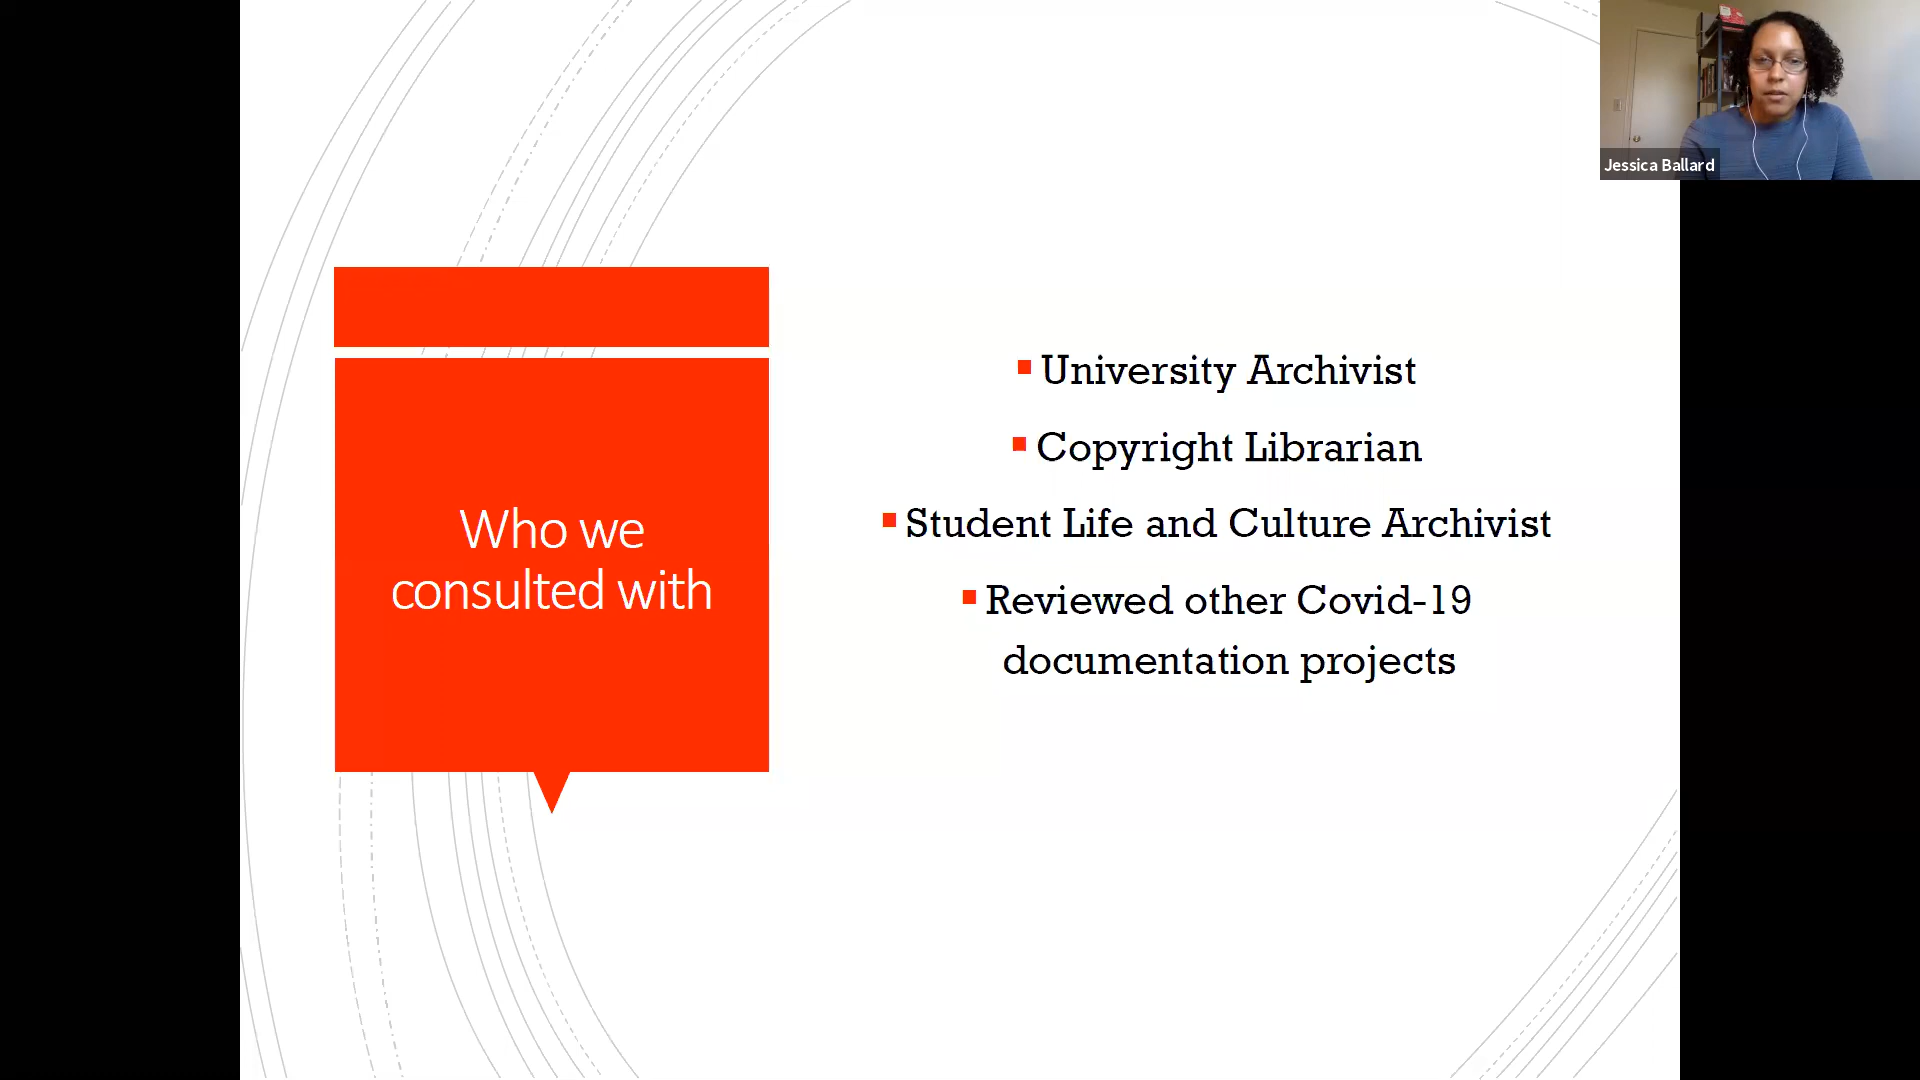 Jessica Ballard
Who we
consulted with
University Archivist
Copyright Librarian
Student Life and Culture Archivist
Reviewed other Covid-19
documentation projects